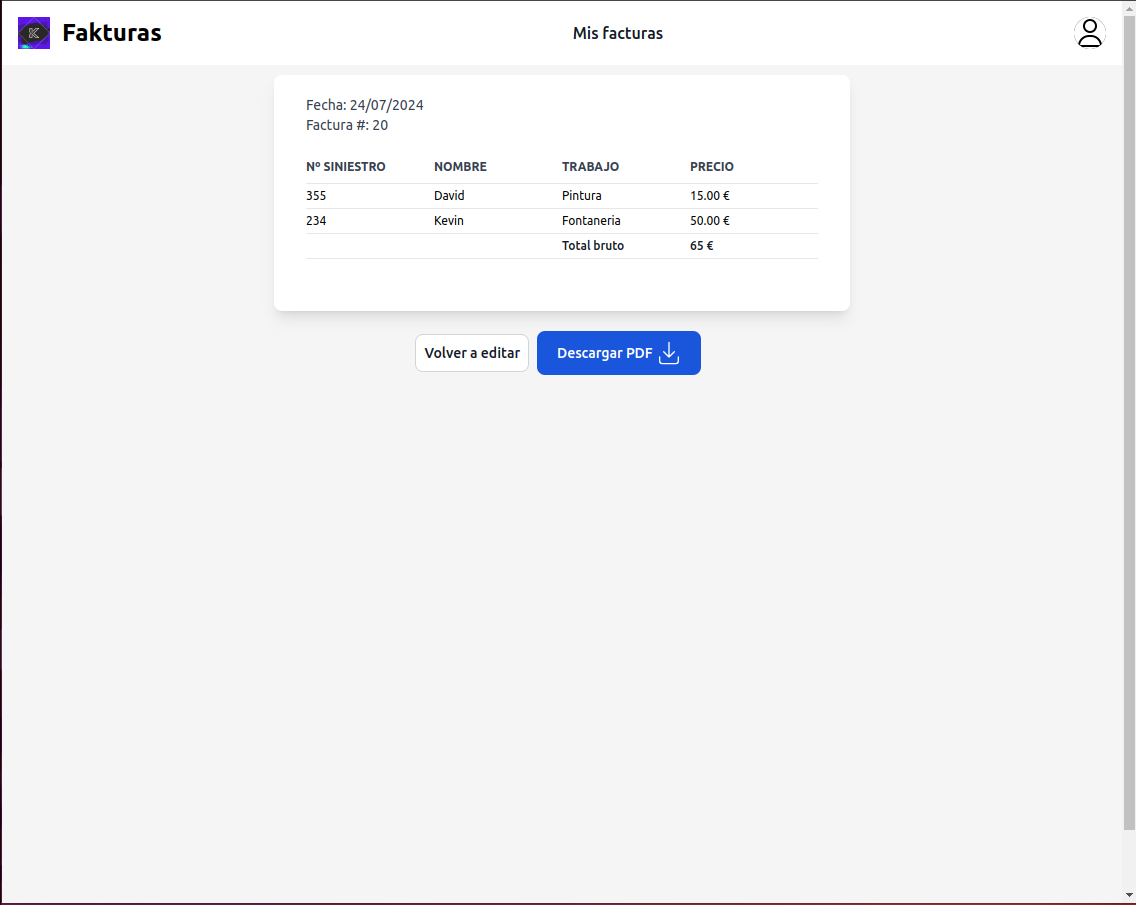 K Fakturas Mis facturas
Fecha: 24/07/2024
Factura #: 20
Nº SINIESTRO NOMBRE TRABAJO PRECIO
355 David Pintura 15.00 €
234 Kevin Fontaneria 50.00 €
Total bruto 65 €
Volver a editar Descargar PDF